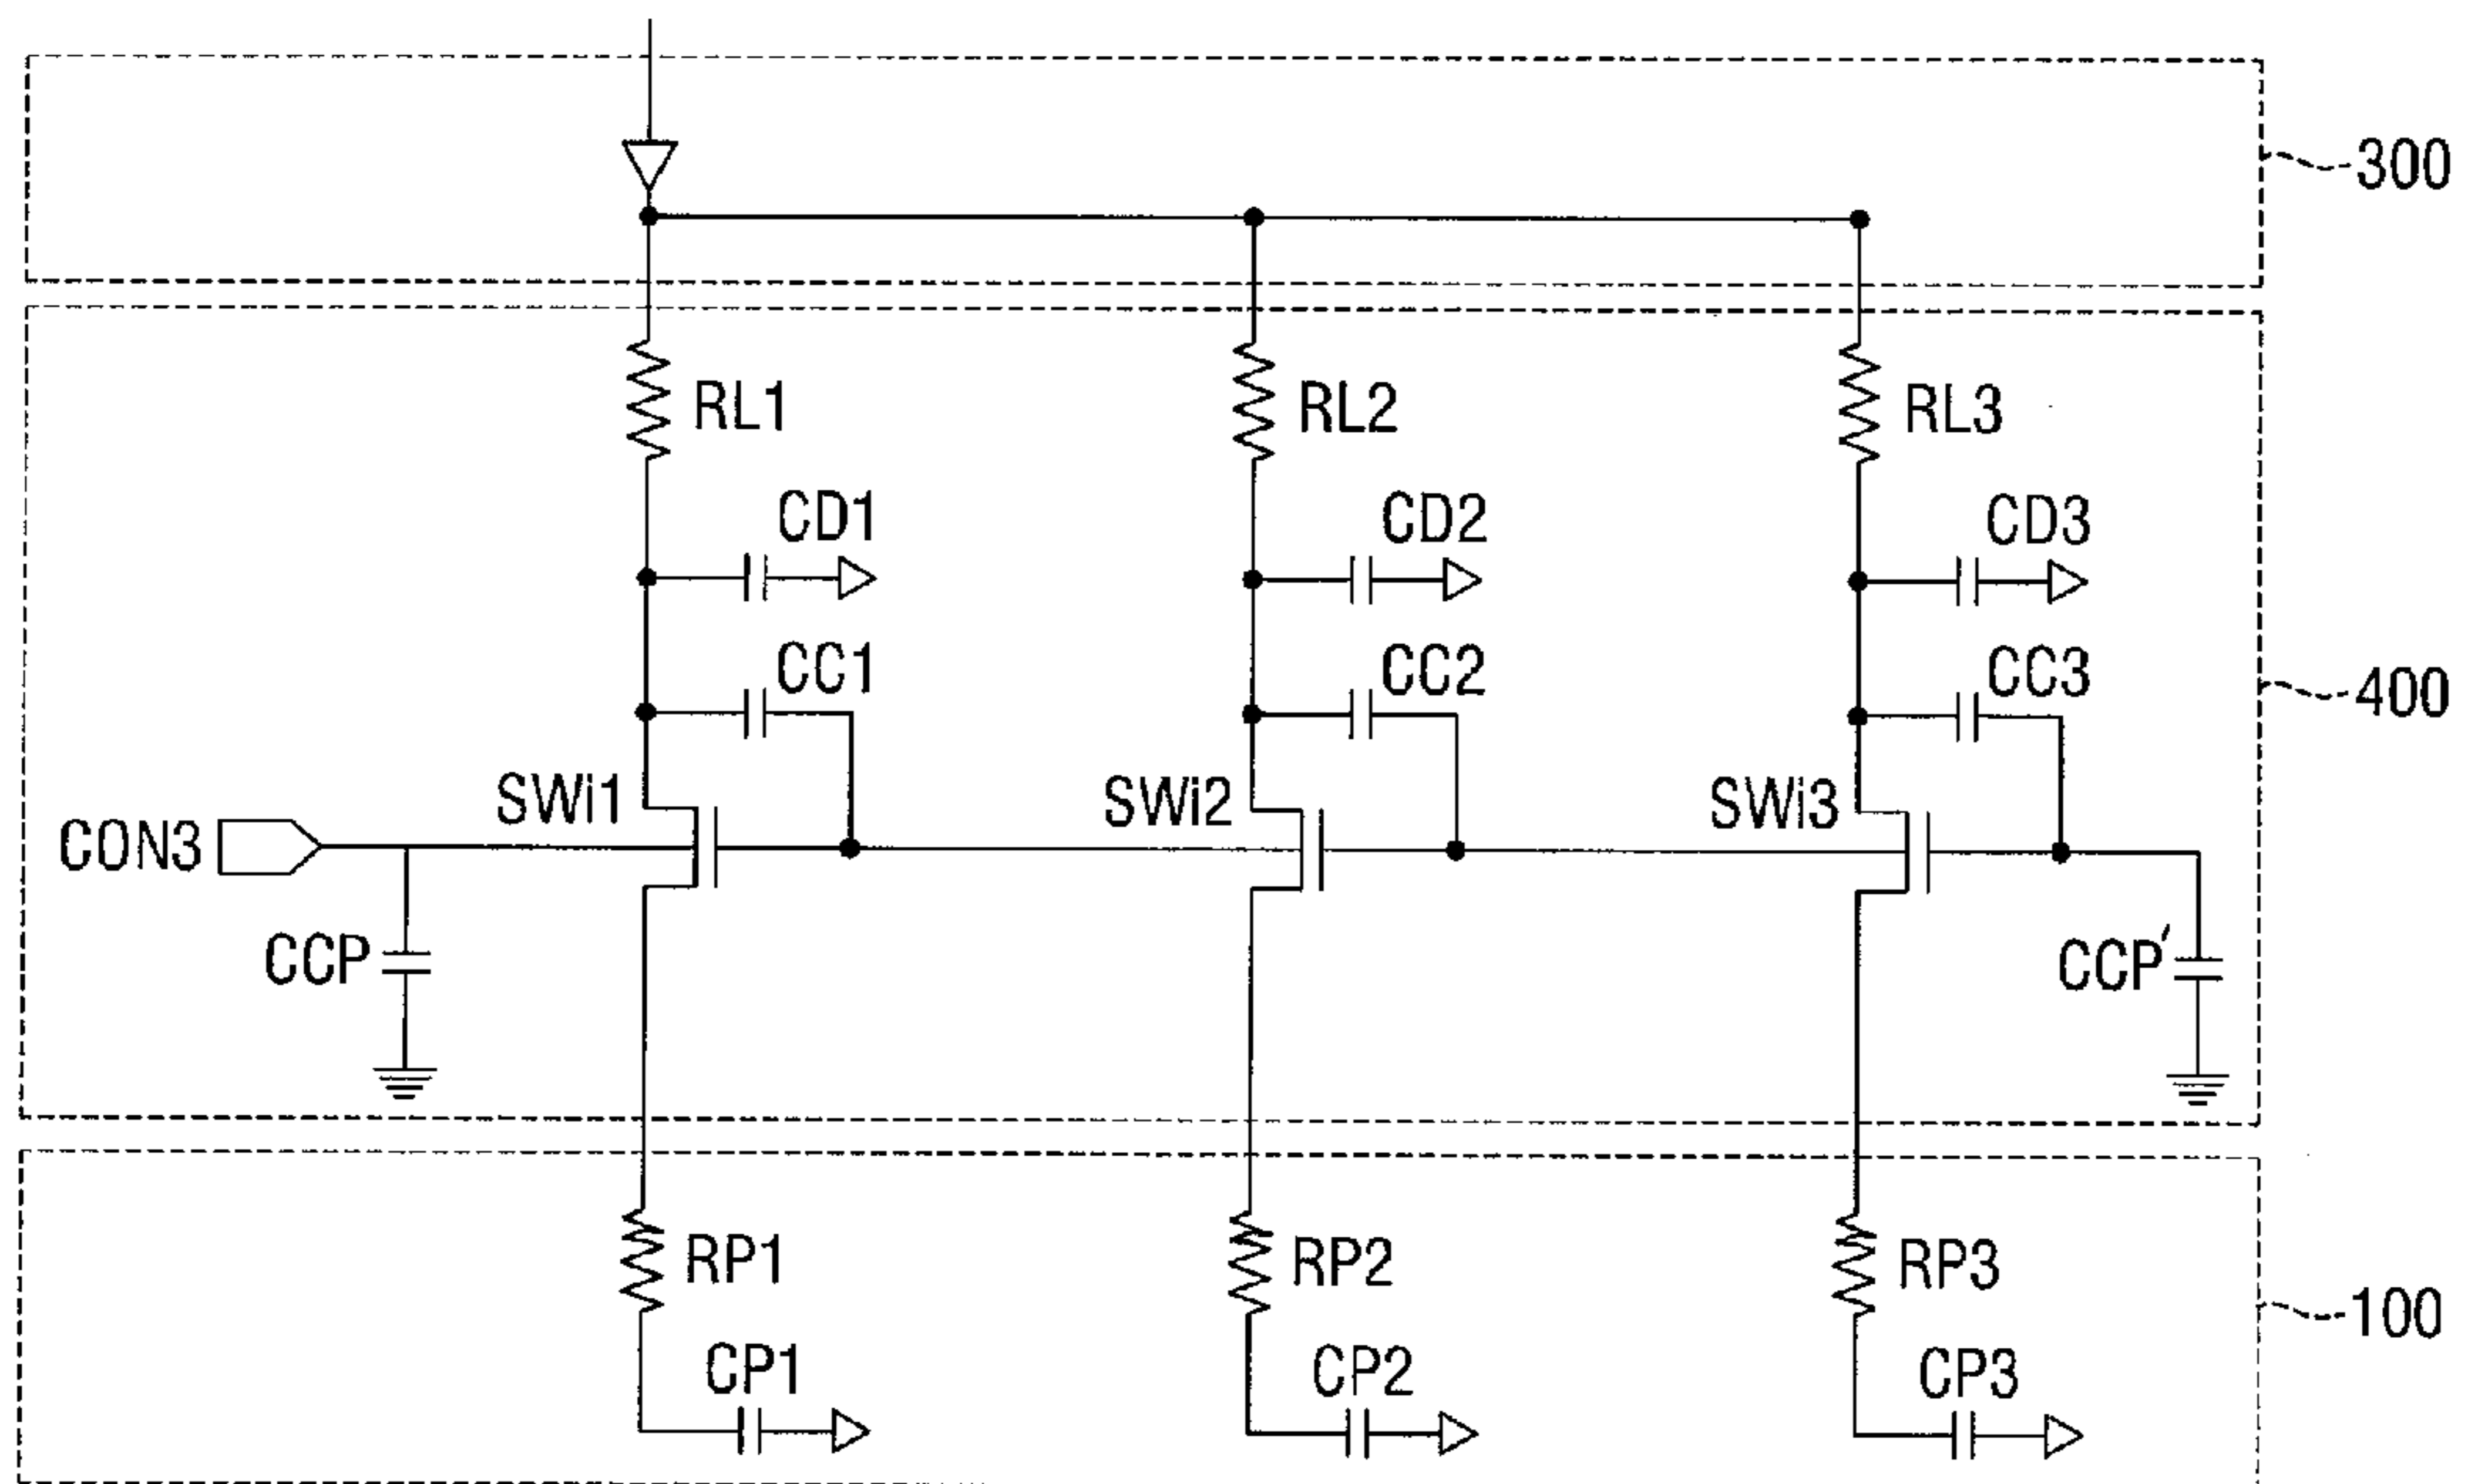 300
RL1
RL2
RL3
CD1
CD2
CD3
CC1
CC2
CC3
400
SWi1
SWi2
SWi3
CON3
CCP
CCP′
RP1
RP2
RP3
100
CP1
CP2
CP3